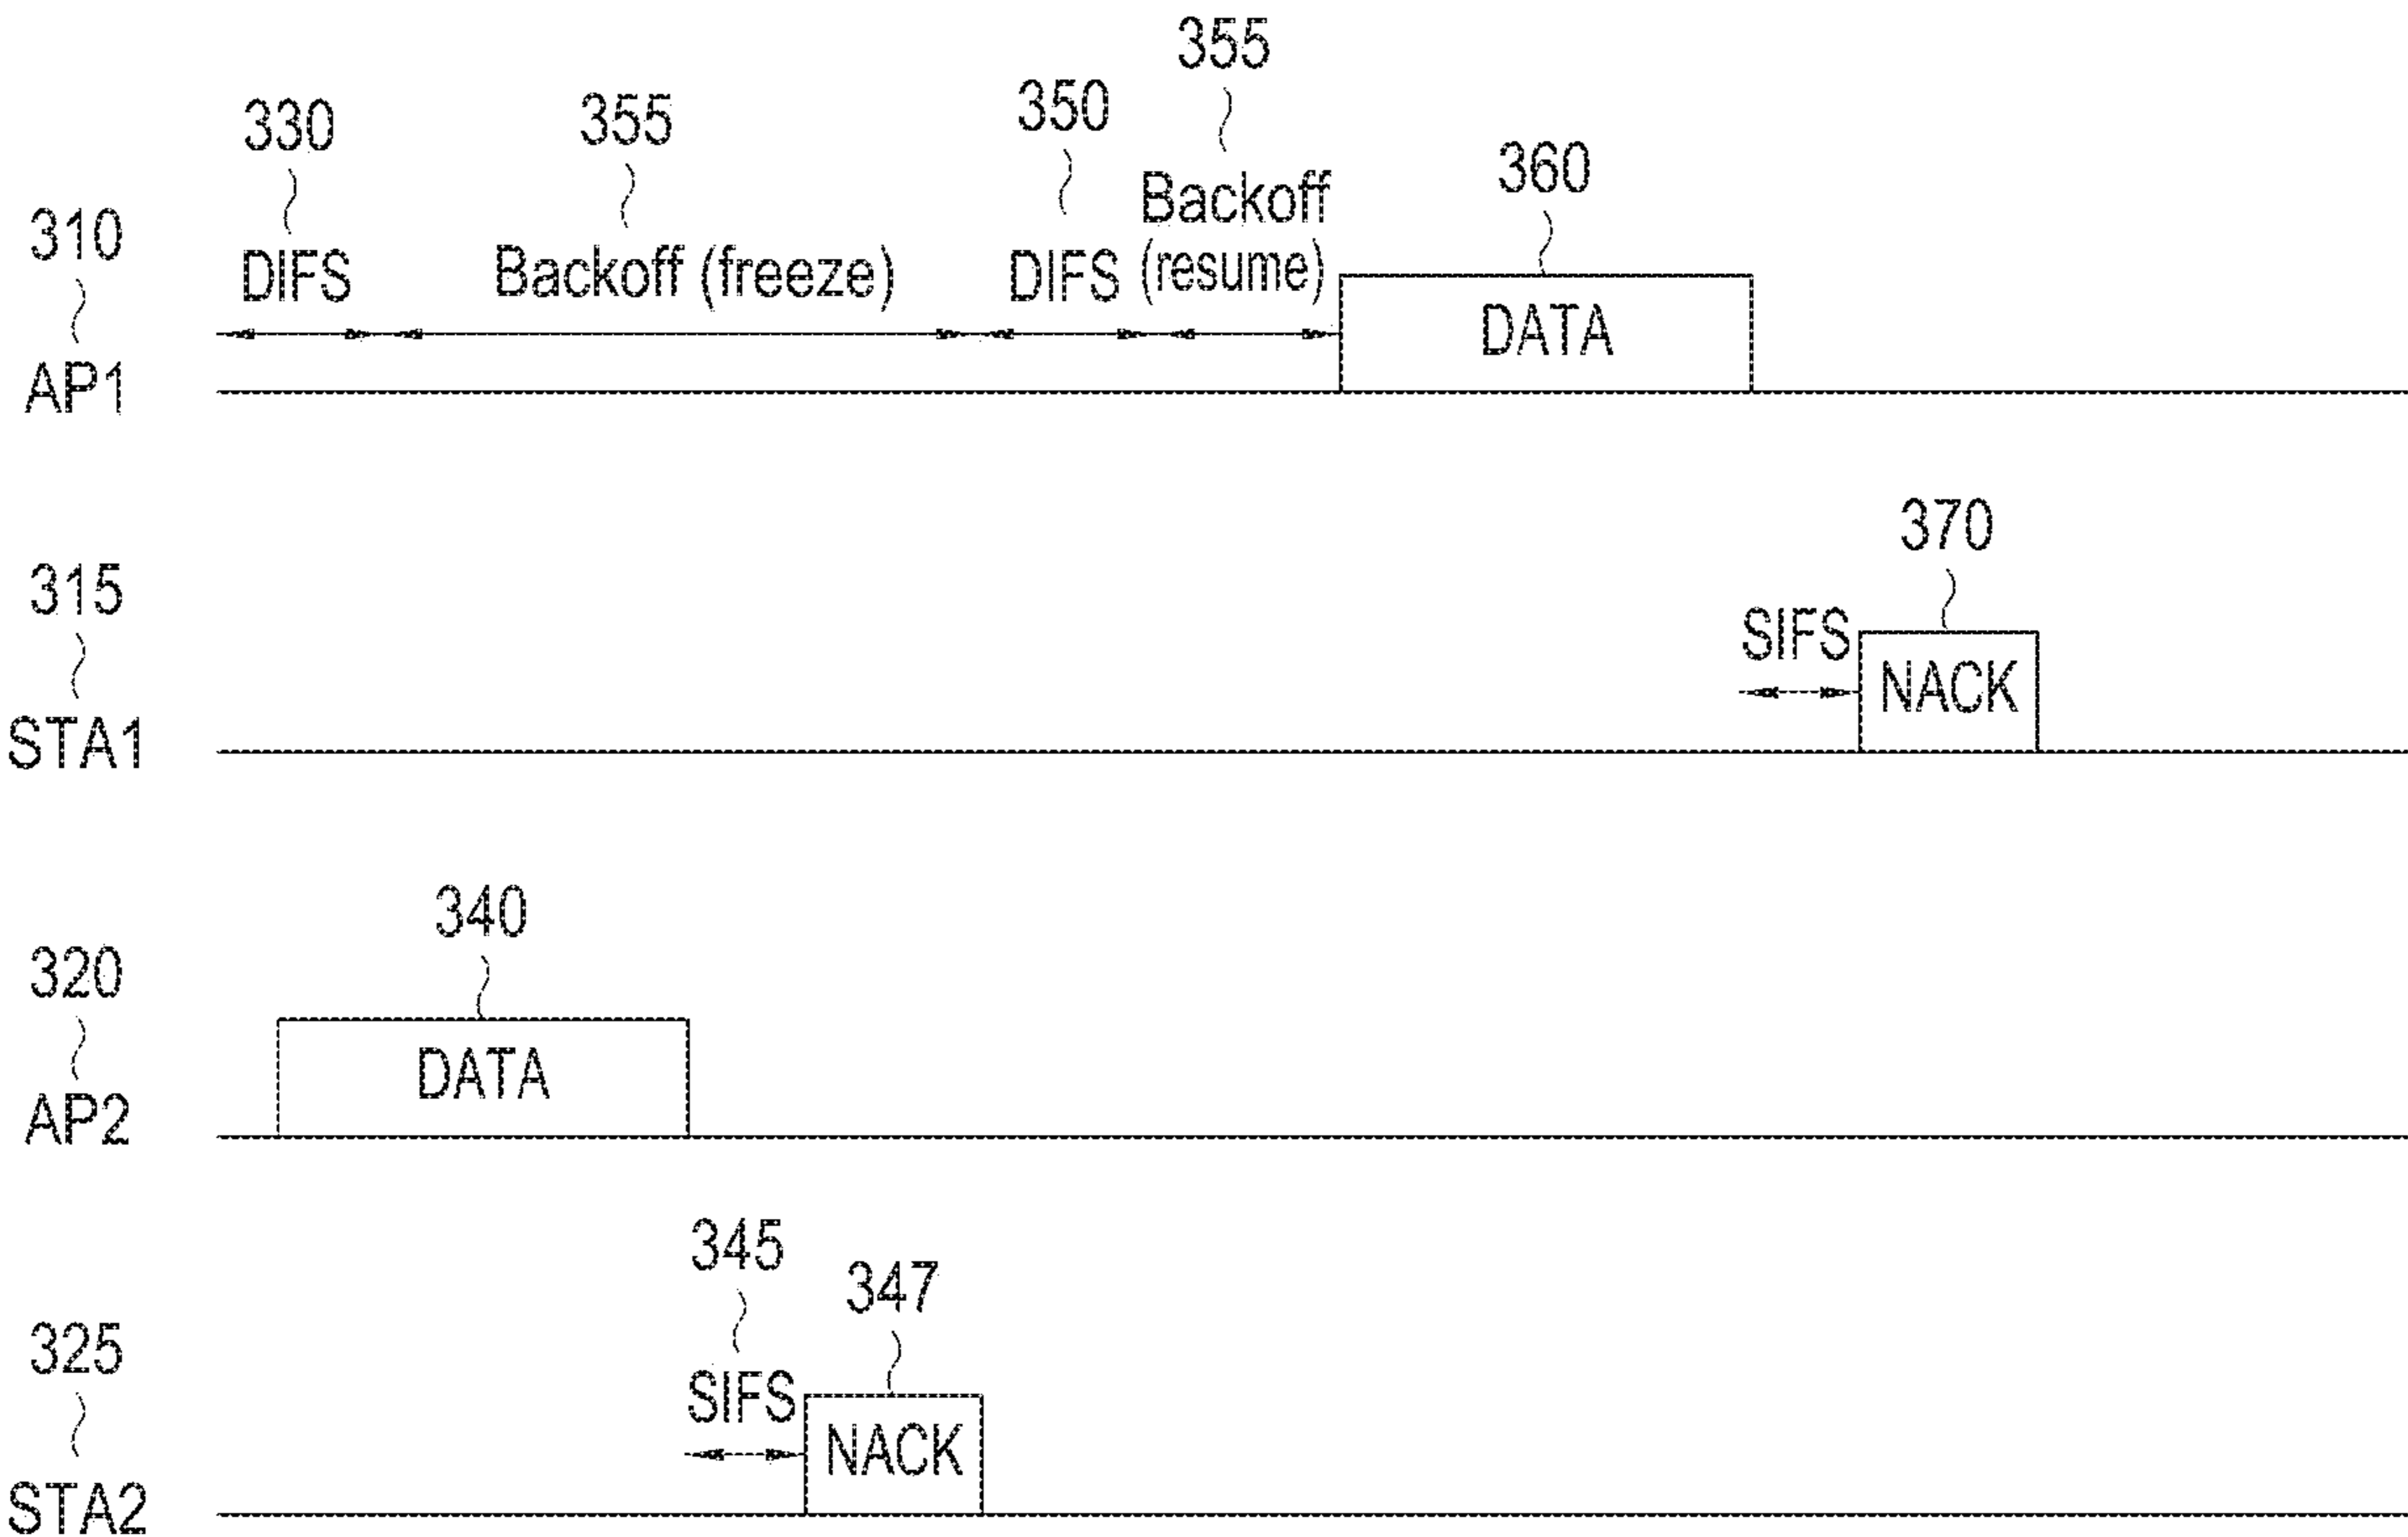 355
330
355
350
310
DIFS
Backoff (freeze)
DIFS
Backoff
(resume)
360
DATA
AP1
370
315
SIFS
NACK
STA1
340
320
DATA
AP2
345
347
325
SIFS
NACK
STA2